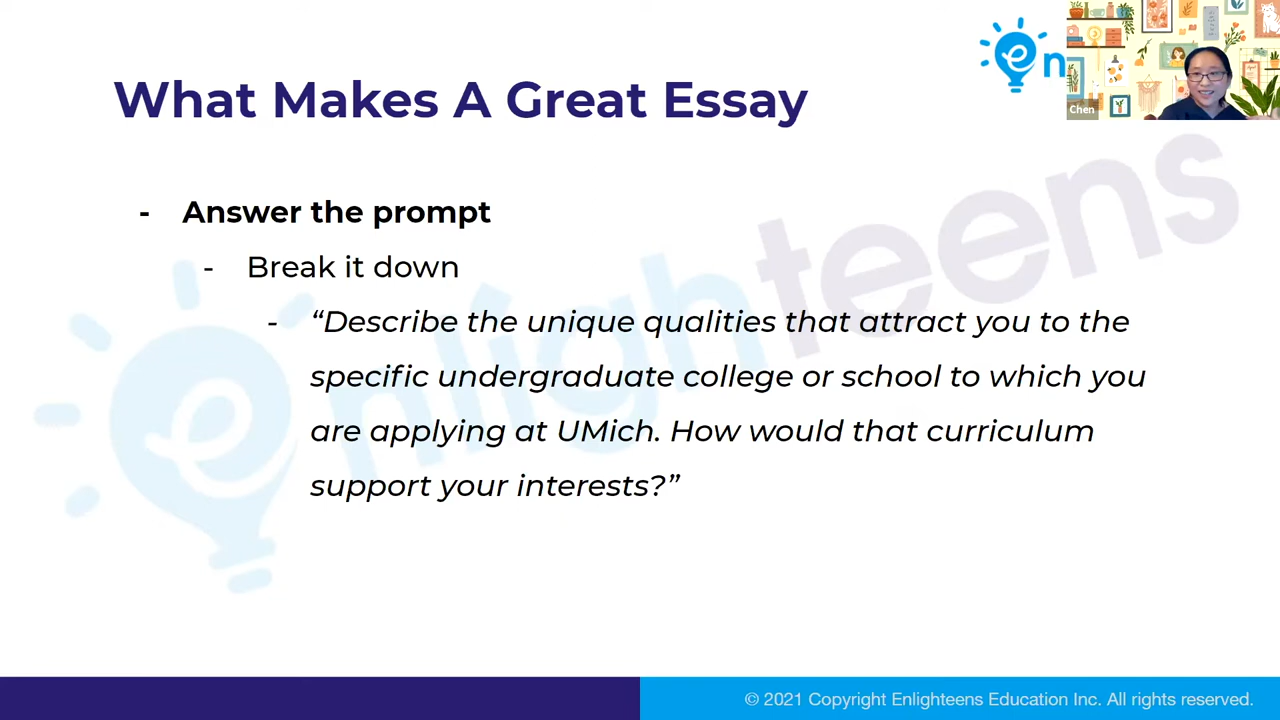 What Makes A Great Essay
en
Chen
- Answer the prompt
- Break it down
- “Describe the unique qualities that attract you to the
specific undergraduate college or school to which you
are applying at UMich. How would that curriculum
support your interests?”
enlighteens
© 2021 Copyright Enlighteens Education Inc. All rights reserved.